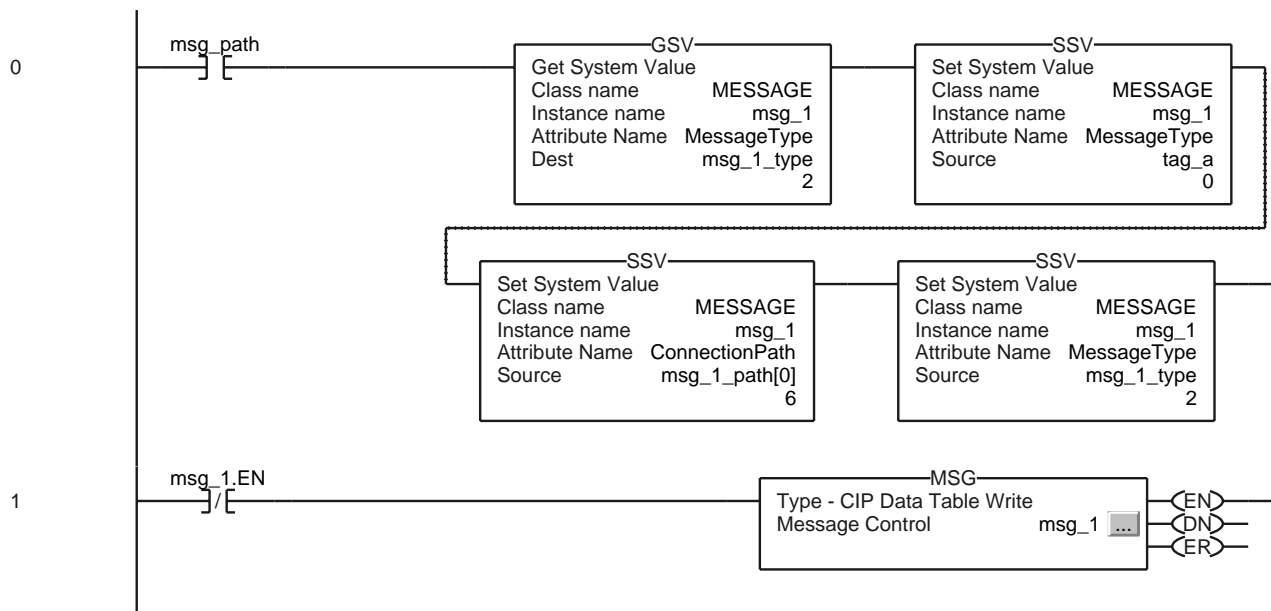 0
msg_path
GSV
Get System Value
Class name MESSAGE
Instance name msg_1
Attribute Name MessageType
Dest msg_1_type
2
SSV
Set System Value
Class name MESSAGE
Instance name msg_1
Attribute Name MessageType
Source tag_a
0
SSV
Set System Value
Class name MESSAGE
Instance name msg_1
Attribute Name ConnectionPath
Source msg_1_path[0]
6
SSV
Set System Value
Class name MESSAGE
Instance name msg_1
Attribute Name MessageType
Source msg_1_type
2
1
msg_1.EN
/
MSG
Type - CIP Data Table Write
Message Control msg_1 ...
EN
DN
ER